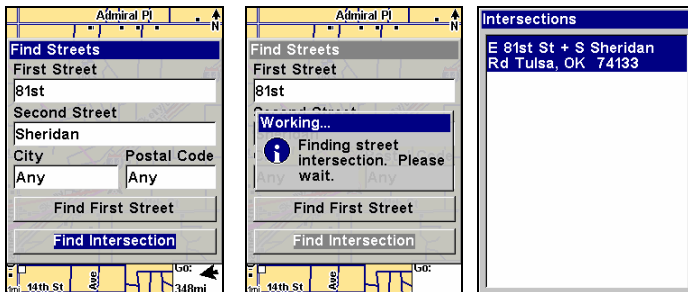 Admiral Pl
N
Find Streets
First Street
81st
Second Street
Sheridan
City Postal Code
Any Any
Find First Street
Find Intersection
14th St Ave Go:
348mi
Admiral Pl
N
Find Streets
First Street
81st
Working...
Finding street
intersection. Please
wait.
Find First Street
Find Intersection
14th St Ave Go:
348mi
Intersections
E 81st St + S Sheridan
Rd Tulsa, OK 74133